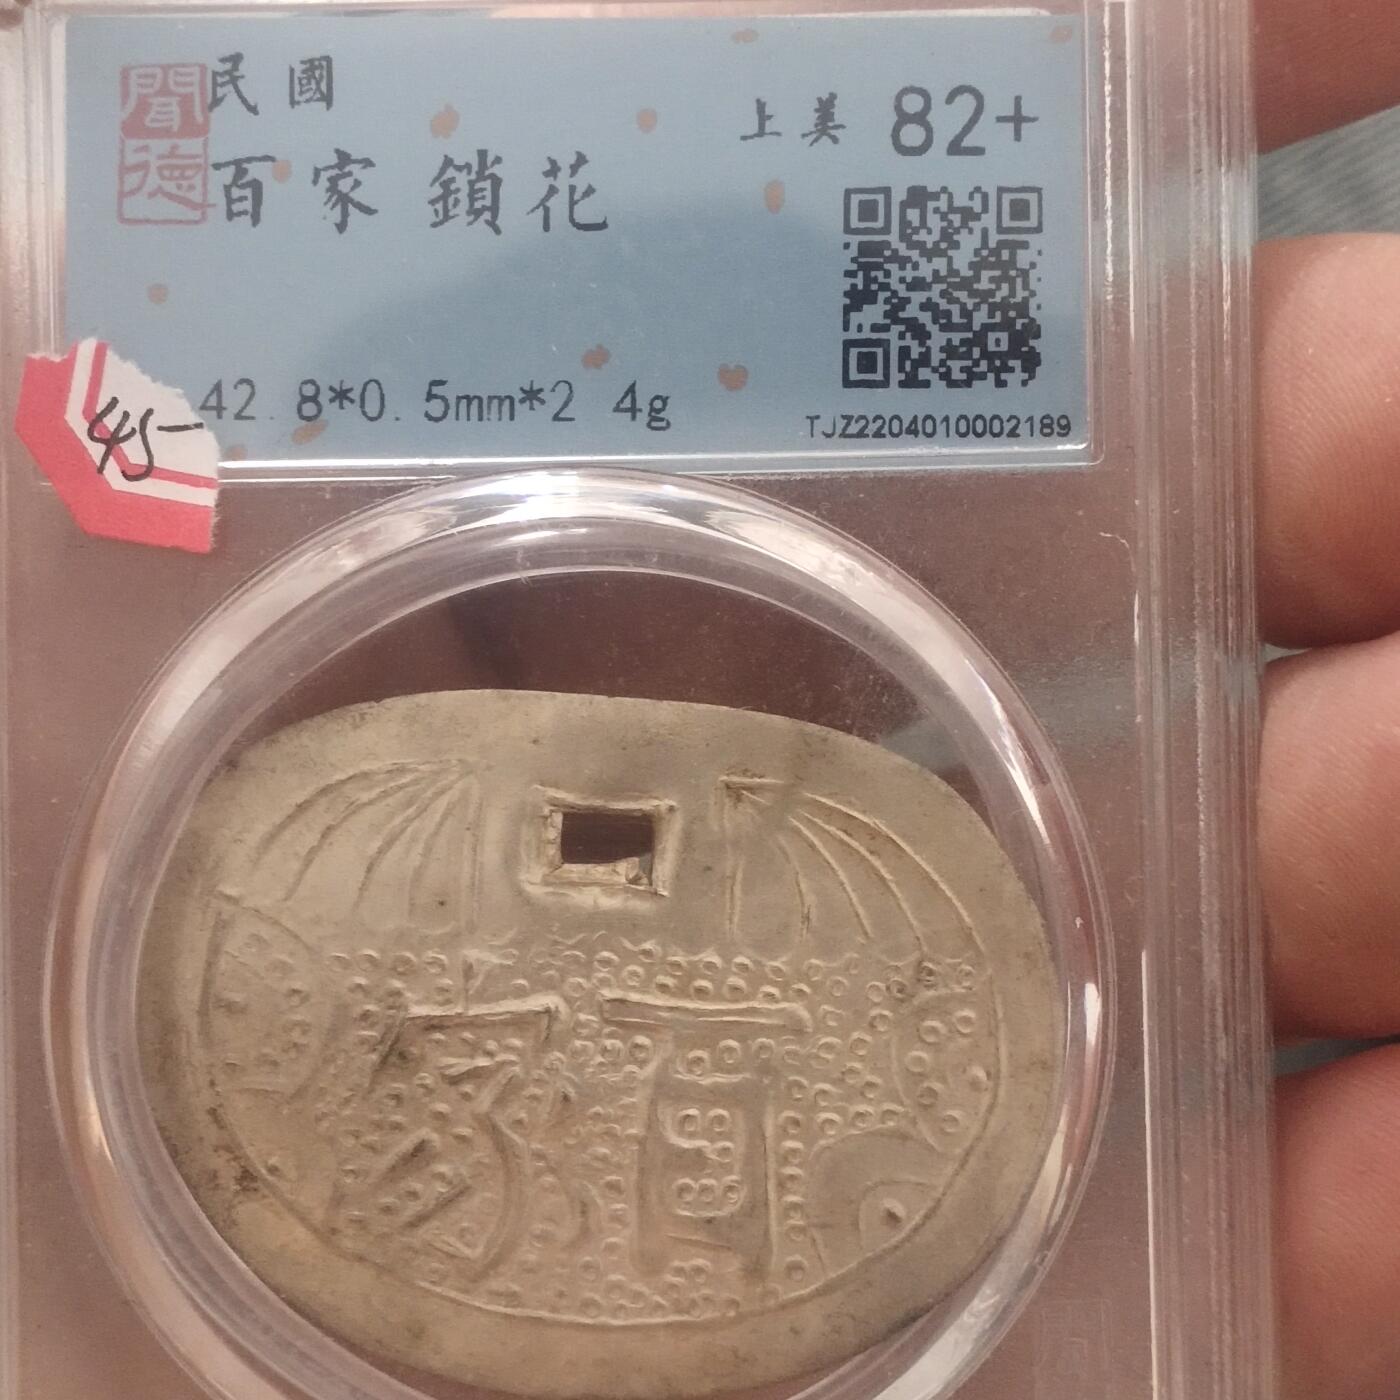 聞德
民國
百家鎖花
上美 82+
42.8*0.5mm*2 4g
TJZ2204010002189
45-
家百